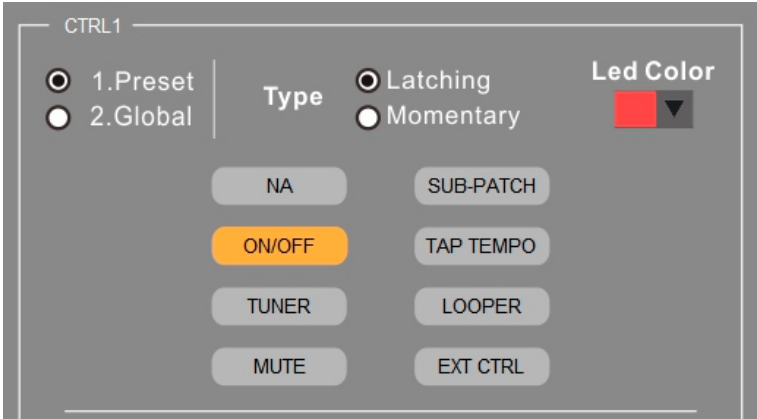 CTRL1
1.Preset
2.Global
Type
Latching
Momentary
Led Color
NA
SUB-PATCH
ON/OFF
TAP TEMPO
TUNER
LOOPER
MUTE
EXT CTRL